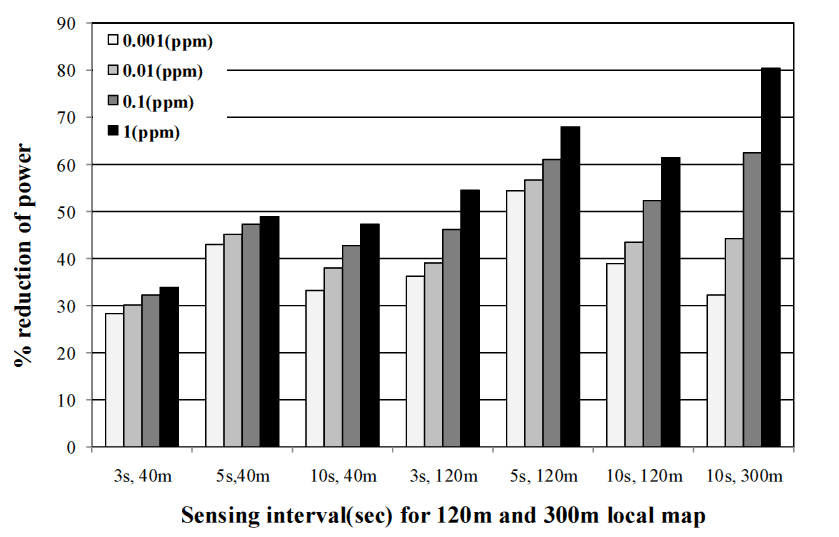 90
80
70
60
50
40
30
20
10
0
% reduction of power
0.001(ppm)
0.01(ppm)
0.1(ppm)
1(ppm)
3s, 40m
5s,40m
10s, 40m
3s, 120m
5s, 120m
10s, 120m
10s, 300m
Sensing interval(sec) for 120m and 300m local map